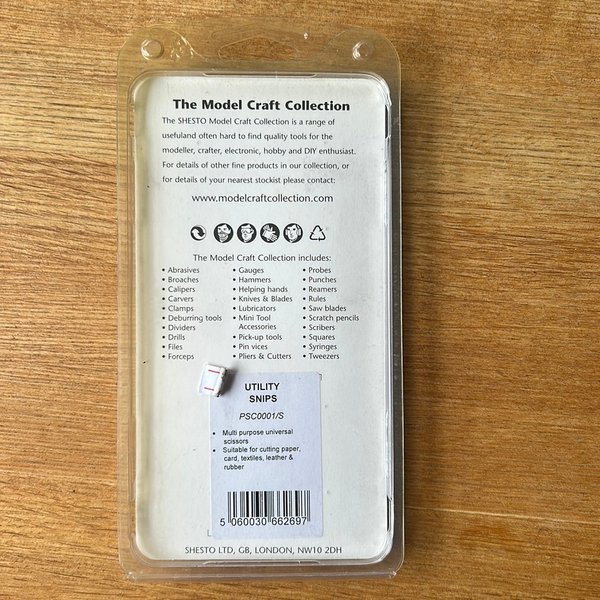 The Model Craft Collection
The SHESTO Model Craft Collection is a range of
usefuland often hard to find quality tools for the
modeller, crafter, electronic, hobby and DIY enthusiast.
For details of other fine products in our collection, or
for details of your nearest stockist please contact:
www.modelcraftcollection.com
The Model Craft Collection includes:
• Abrasives
• Broaches
• Calipers
• Carvers
• Clamps
• Deburring tools
• Dividers
• Drills
• Files
• Forceps
• Gauges
• Hammers
• Helping hands
• Knives & Blades
• Lubricators
• Mini Tool
Accessories
• Pick-up tools
• Pin vices
• Pliers & Cutters
• Probes
• Punches
• Reamers
• Rules
• Saw blades
• Scratch pencils
• Scribers
• Squares
• Syringes
• Tweezers
UTILITY
SNIPS
PSC0001/S
• Multi purpose universal
scissors
• Suitable for cutting paper,
card, textiles, leather &
rubber
5 060030 662697
L
SHESTO LTD, GB, LONDON, NW10 2DH